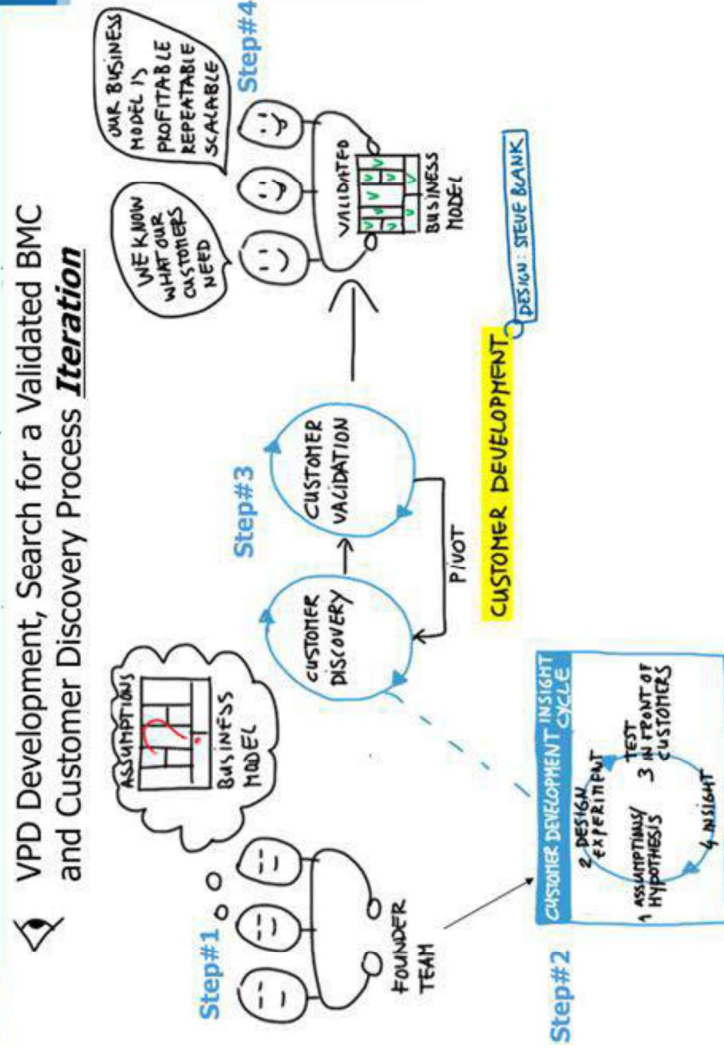 VPD Development, Search for a Validated BMC
and Customer Discovery Process Iteration
Step#1
FOUNDER
TEAM
ASSUMPTIONS
?
BUSINESS
MODEL
Step#2
CUSTOMER DEVELOPMENT INSIGHT
CYCLE
1 ASSUMPTIONS/
HYPOTHESIS
2 DESIGN
EXPERIMENT
3 TEST
IN FRONT OF
CUSTOMERS
4 INSIGHT
Step#3
CUSTOMER
DISCOVERY
CUSTOMER
VALIDATION
PIVOT
CUSTOMER DEVELOPMENT
DESIGN: STEVE BLANK
Step#4
WE KNOW
WHAT OUR
CUSTOMERS
NEED
OUR BUSINESS
MODEL IS
PROFITABLE
REPEATABLE
SCALABLE
VALIDATED
BUSINESS
MODEL